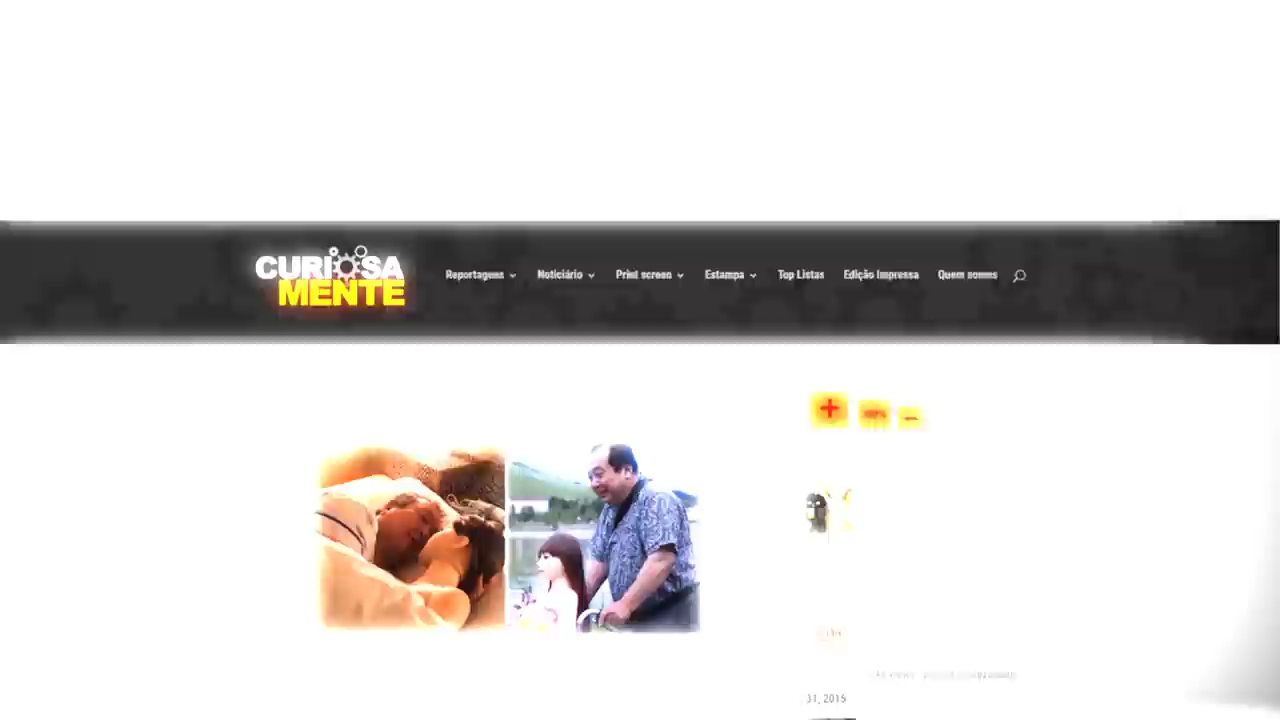 CURIOSA
MENTE
Reportagens
Noticiário
Print screen
Estampa
Top Listas
Edição Impressa
Quem somos
31, 2015